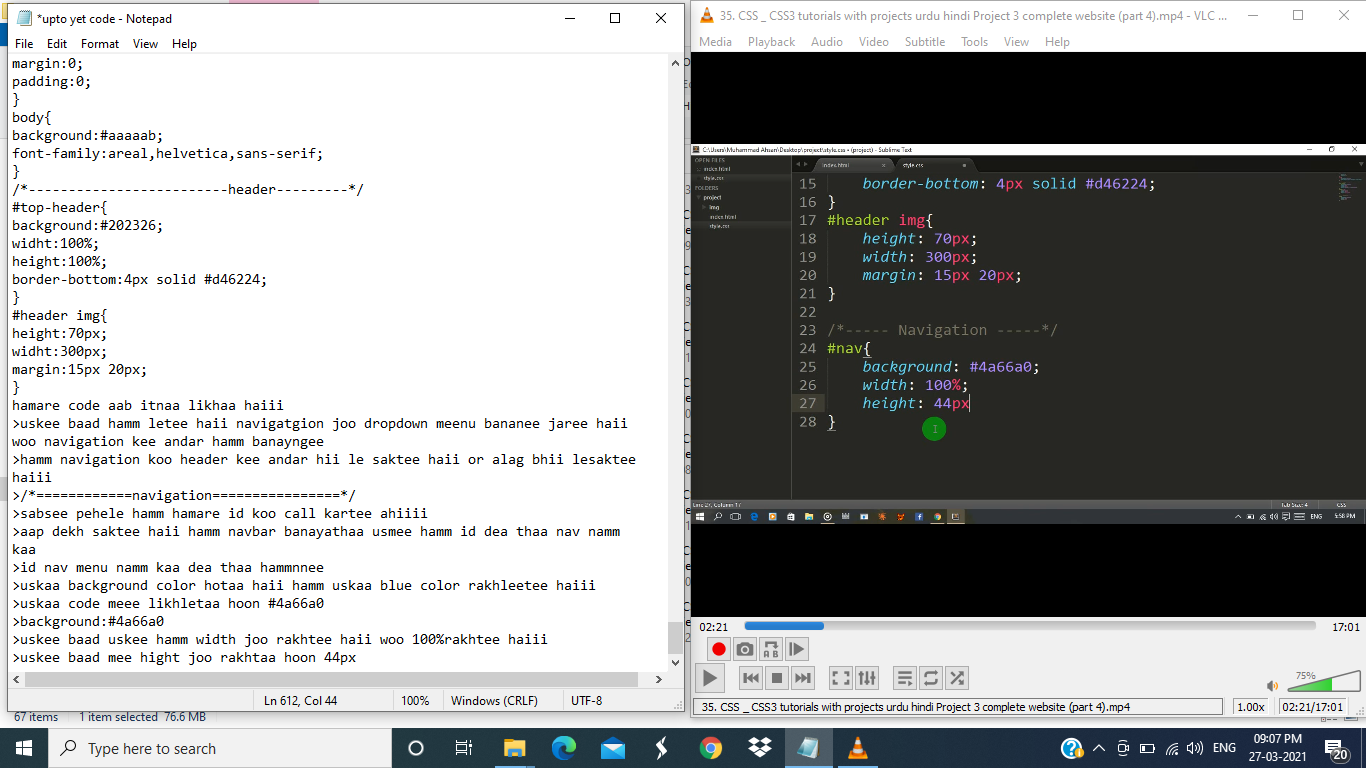 *upto yet code - Notepad
File Edit Format View Help
margin:0;
padding:0;
}
body{
background:#aaaaab;
font-family:areal,helvetica,sans-serif;
}
/*-------------------------header---------*/
#top-header{
background:#202326;
widht:100%;
height:100%;
border-bottom:4px solid #d46224;
}
#header img{
height:70px;
widht:300px;
margin:15px 20px;
}
hamare code aab itnaa likhaa haiii
>uskee baad hamm letee haii navigatgion joo dropdown meenu bananee jaree haii
woo navigation kee andar hamm banayngee
>hamm navigation koo header kee andar hii le saktee haii or alag bhii lesaktee
haiii
>/*============navigation================*/
>sabsee pehele hamm hamare id koo call kartee ahiiii
>aap dekh saktee haii hamm navbar banayathaa usmee hamm id dea thaa nav namm
kaa
>id nav menu namm kaa dea thaa hammnnee
>uskaa background color hotaa haii hamm uskaa blue color rakhleetee haiii
>uskaa code meee likhletaa hoon #4a66a0
>background:#4a66a0
>uskee baad uskee hamm width joo rakhtee haii woo 100%rakhtee haiii
>uskee baad mee hight joo rakhtaa hoon 44px
Ln 612, Col 44 100% Windows (CRLF) UTF-8
67 items 1 item selected 76.6 MB
35. CSS _ CSS3 tutorials with projects urdu hindi Project 3 complete website (part 4).mp4 - VLC ...
Media Playback Audio Video Subtitle Tools View Help
C:\Users\Muhammad Ahsan\Desktop\project\style.css • (project) - Sublime Text
OPEN FILES
index.html
style.css
FOLDERS
project
img
index.html
style.css
index.html style.css
15 border-bottom: 4px solid #d46224;
16 }
17 #header img{
18 height: 70px;
19 width: 300px;
20 margin: 15px 20px;
21 }
22
23 /*----- Navigation -----*/
24 #nav{
25 background: #4a66a0;
26 width: 100%;
27 height: 44px
28 }
Line 27, Column 17 Tab Size: 4 CSS
ENG 5:58 PM
02:21 17:01
75%
35. CSS _ CSS3 tutorials with projects urdu hindi Project 3 complete website (part 4).mp4 1.00x 02:21/17:01
Type here to search
ENG 09:07 PM
27-03-2021
20